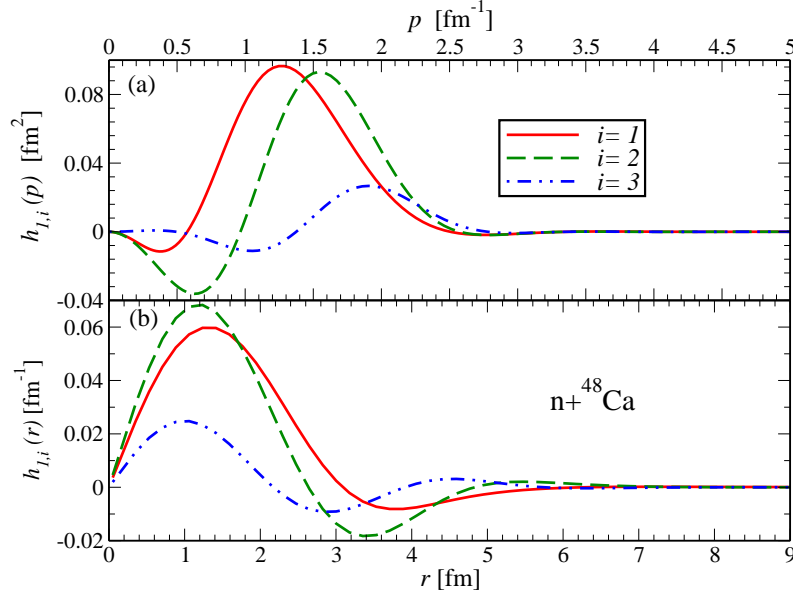 p [fm⁻¹]
0 0.5 1 1.5 2 2.5 3 3.5 4 4.5 5
(a)
0.08
0.04
0
-0.04
h₁,ᵢ(p) [fm²]
i= 1
i= 2
i= 3
(b)
0.06
0.04
0.02
0
-0.02
h₁,ᵢ(r) [fm⁻¹]
n+⁴⁸Ca
0 1 2 3 4 5 6 7 8 9
r [fm]